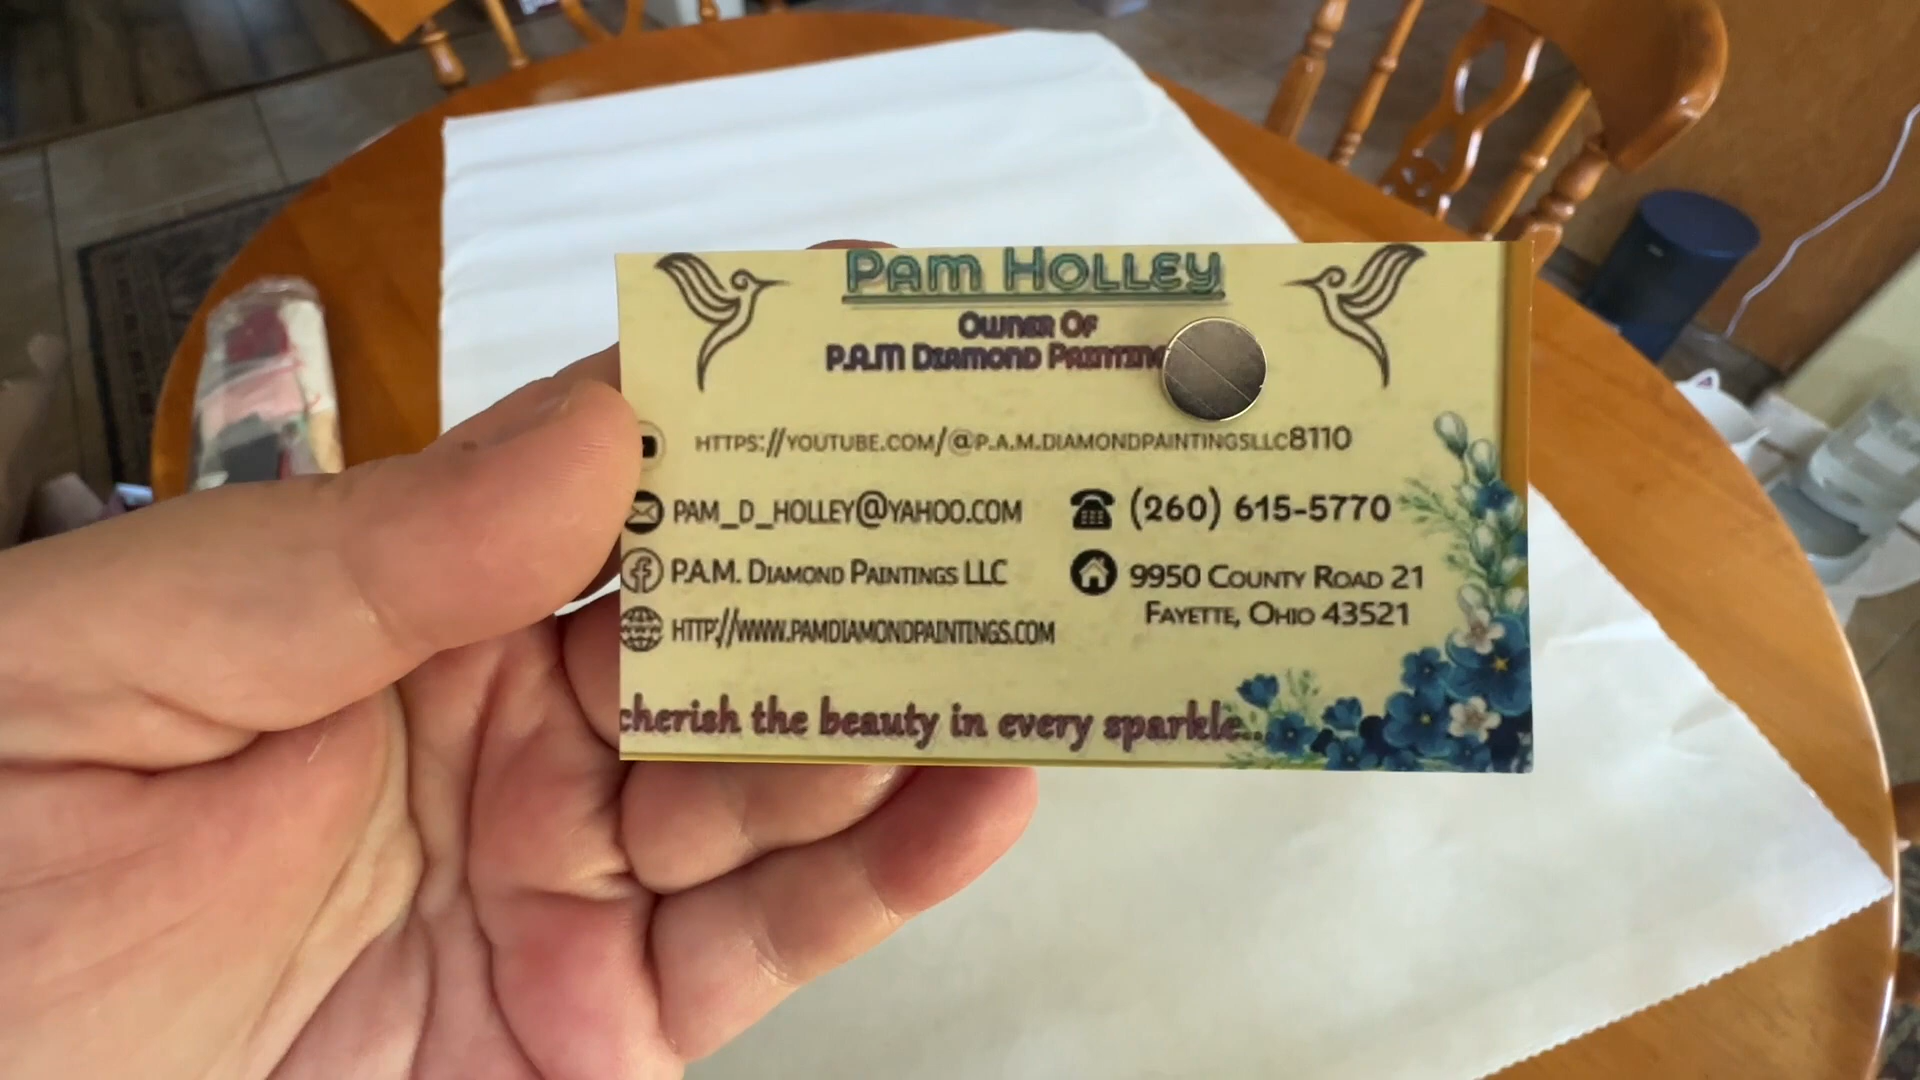 Pam Holley
Owner Of
P.A.M Diamond Painting
HTTPS://YOUTUBE.COM/@P.A.M.DIAMONDPAINTINGSLLC8110
PAM_D_HOLLEY@YAHOO.COM
(260) 615-5770
P.A.M. Diamond Paintings LLC
9950 County Road 21
Fayette, Ohio 43521
HTTP://WWW.PAMDIAMONDPAINTINGS.COM
cherish the beauty in every sparkle...